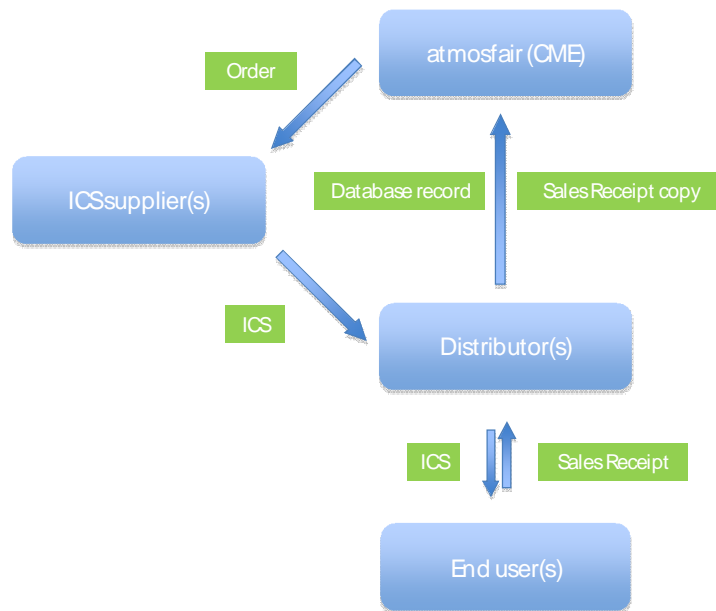 atmosfair (CME)
Order
ICSsupplier(s)
Database record
Sales Receipt copy
ICS
Distributor(s)
ICS
Sales Receipt
End user(s)